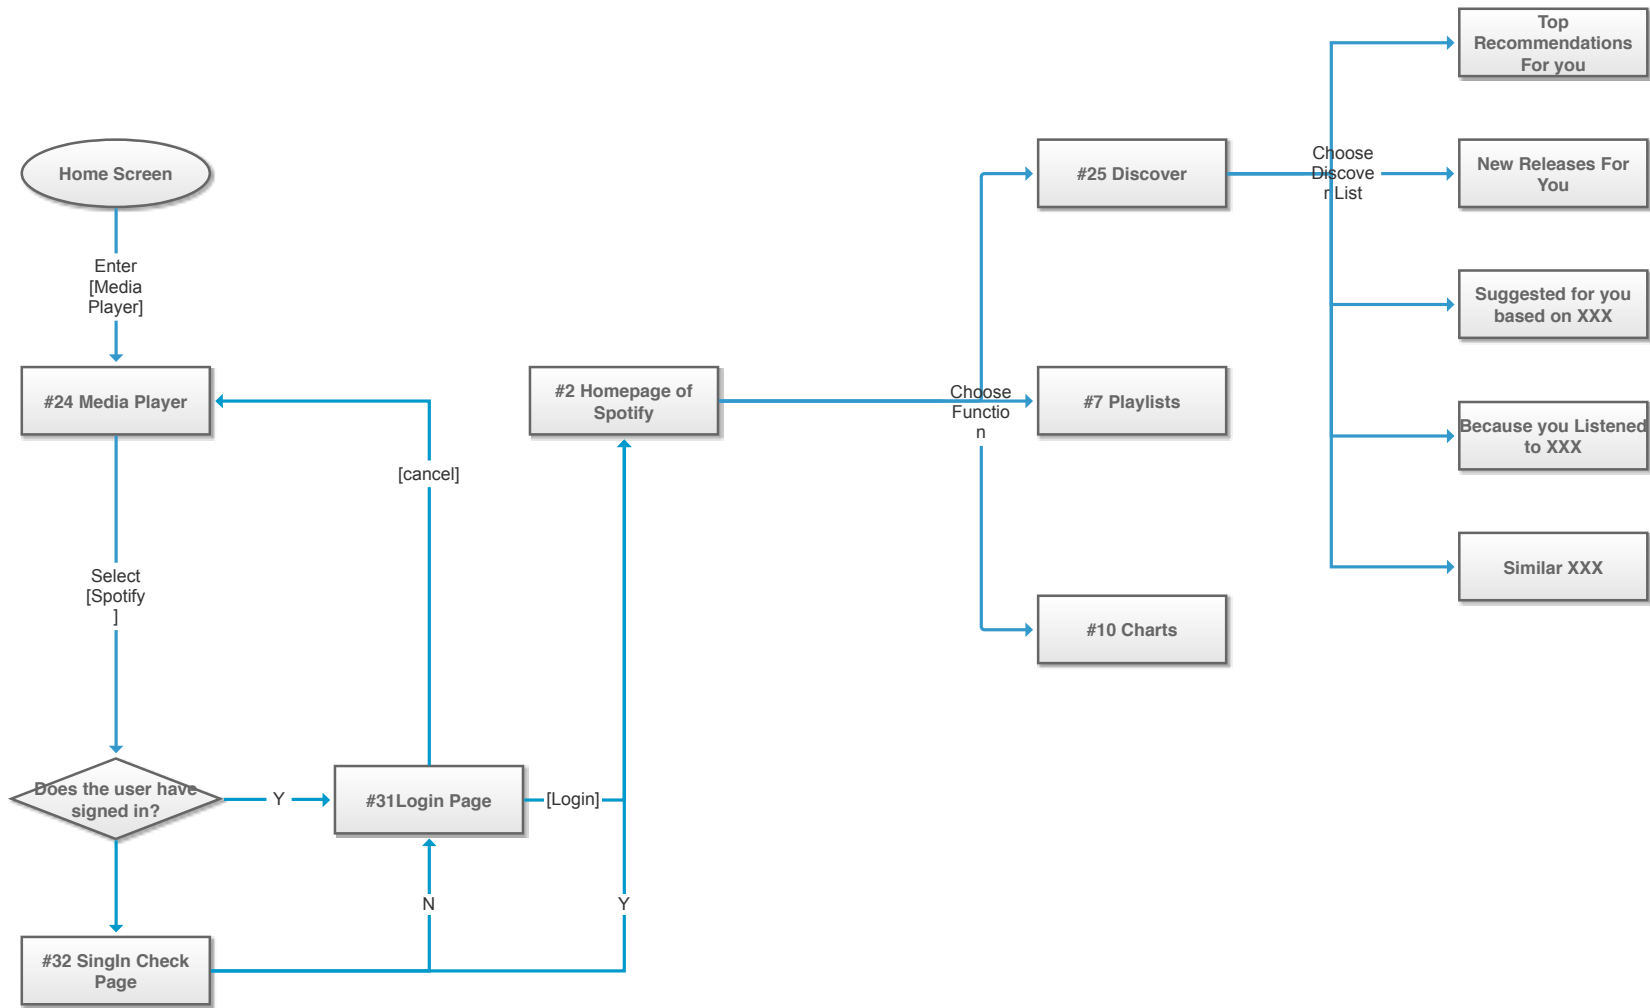 Home Screen
Enter
[Media
Player]
#24 Media Player
Select
[Spotify
]
Does the user have
signed in?
Y
#31Login Page
[cancel]
[Login]
N
Y
#32 SingIn Check
Page
#2 Homepage of
Spotify
Choose
Functio
n
#25 Discover
#7 Playlists
#10 Charts
Choose
Discove
r List
Top
Recommendations
For you
New Releases For
You
Suggested for you
based on XXX
Because you Listened
to XXX
Similar XXX